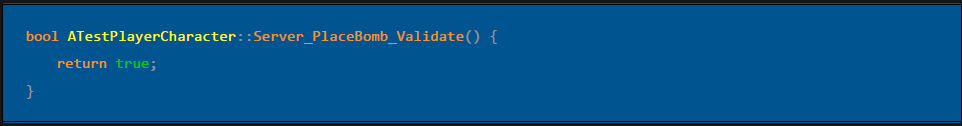 bool ATestPlayerCharacter::Server_PlaceBomb_Validate() {
    return true;
}